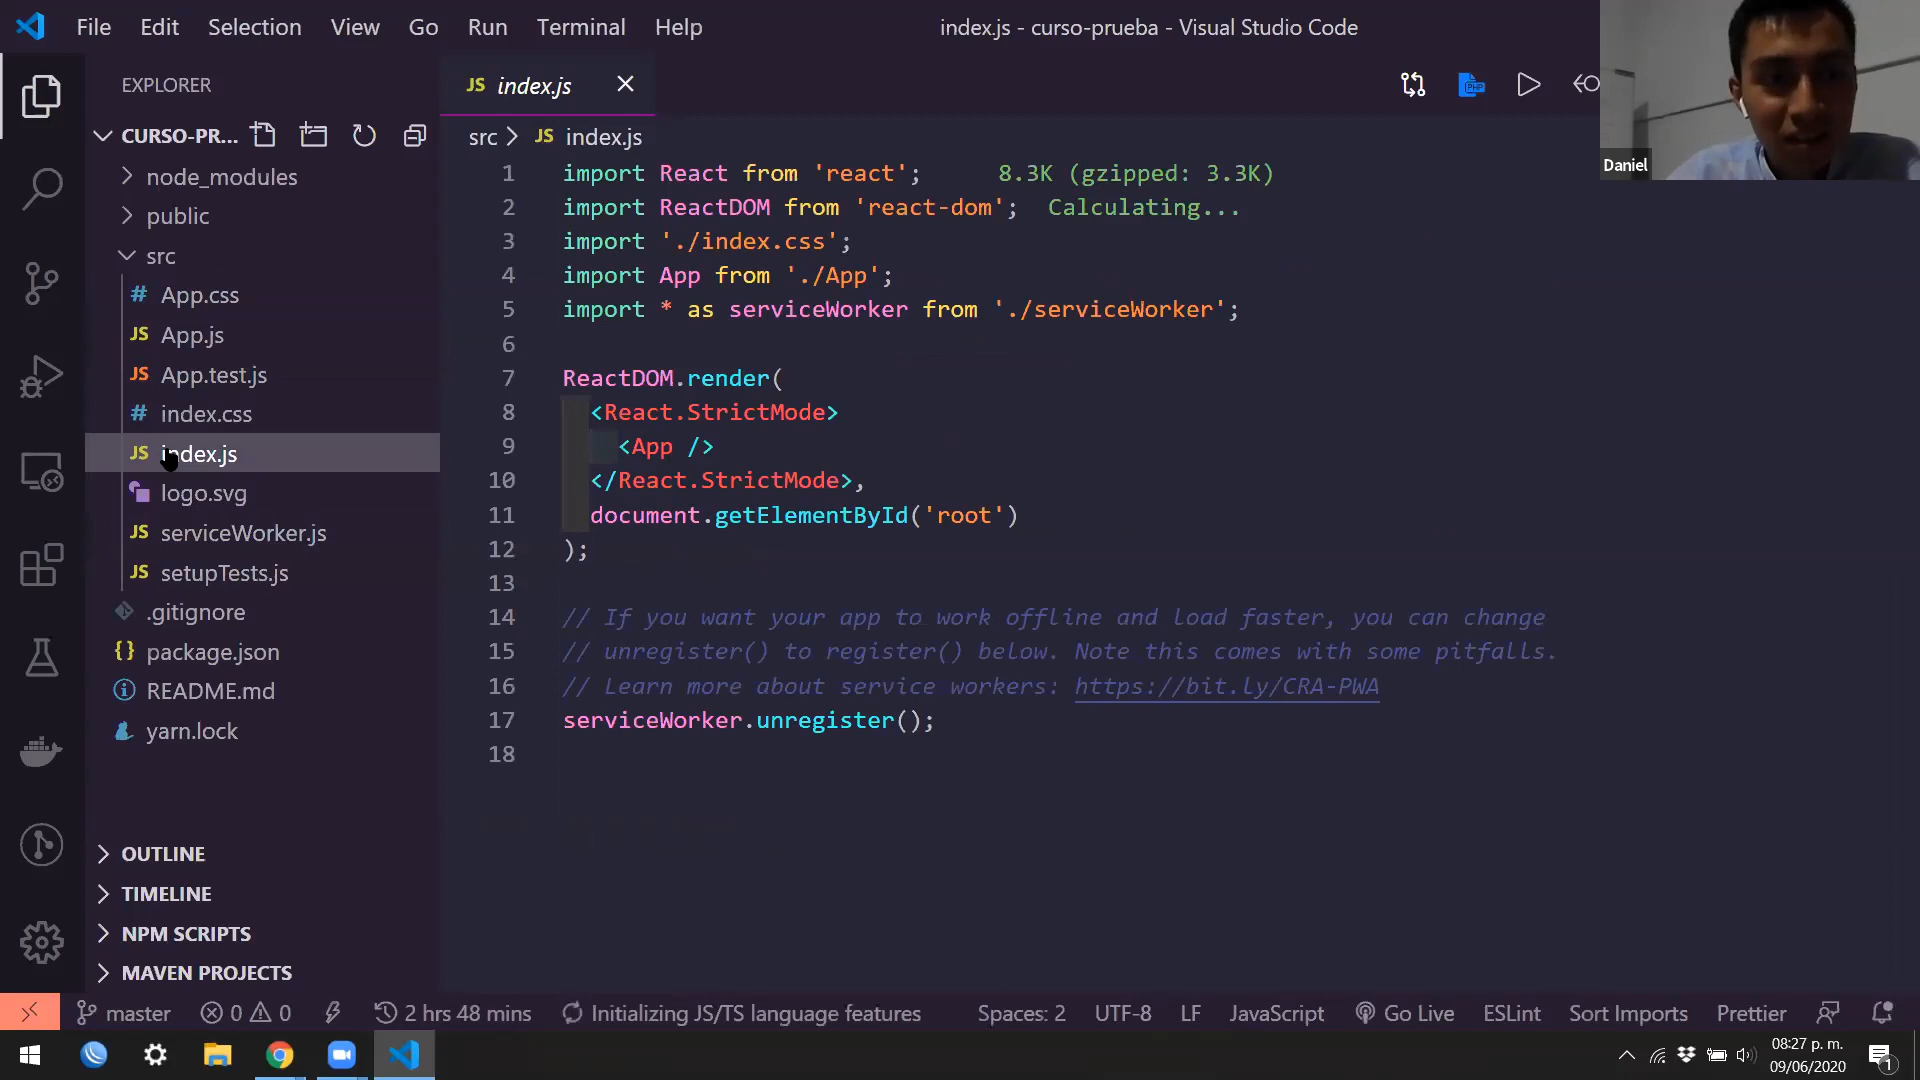 File Edit Selection View Go Run Terminal Help
index.js - curso-prueba - Visual Studio Code
EXPLORER
CURSO-PR...
node_modules
public
src
# App.css
JS App.js
JS App.test.js
# index.css
JS index.js
logo.svg
JS serviceWorker.js
JS setupTests.js
.gitignore
{} package.json
README.md
yarn.lock
OUTLINE
TIMELINE
NPM SCRIPTS
MAVEN PROJECTS
JS index.js
PHP
src > JS index.js
1 import React from 'react'; 8.3K (gzipped: 3.3K)
2 import ReactDOM from 'react-dom'; Calculating...
3 import './index.css';
4 import App from './App';
5 import * as serviceWorker from './serviceWorker';
6
7 ReactDOM.render(
8 <React.StrictMode>
9 <App />
10 </React.StrictMode>,
11 document.getElementById('root')
12 );
13
14 // If you want your app to work offline and load faster, you can change
15 // unregister() to register() below. Note this comes with some pitfalls.
16 // Learn more about service workers: https://bit.ly/CRA-PWA
17 serviceWorker.unregister();
18
Daniel
master 0 0 2 hrs 48 mins Initializing JS/TS language features Spaces: 2 UTF-8 LF JavaScript Go Live ESLint Sort Imports Prettier
08:27 p. m.
09/06/2020
1